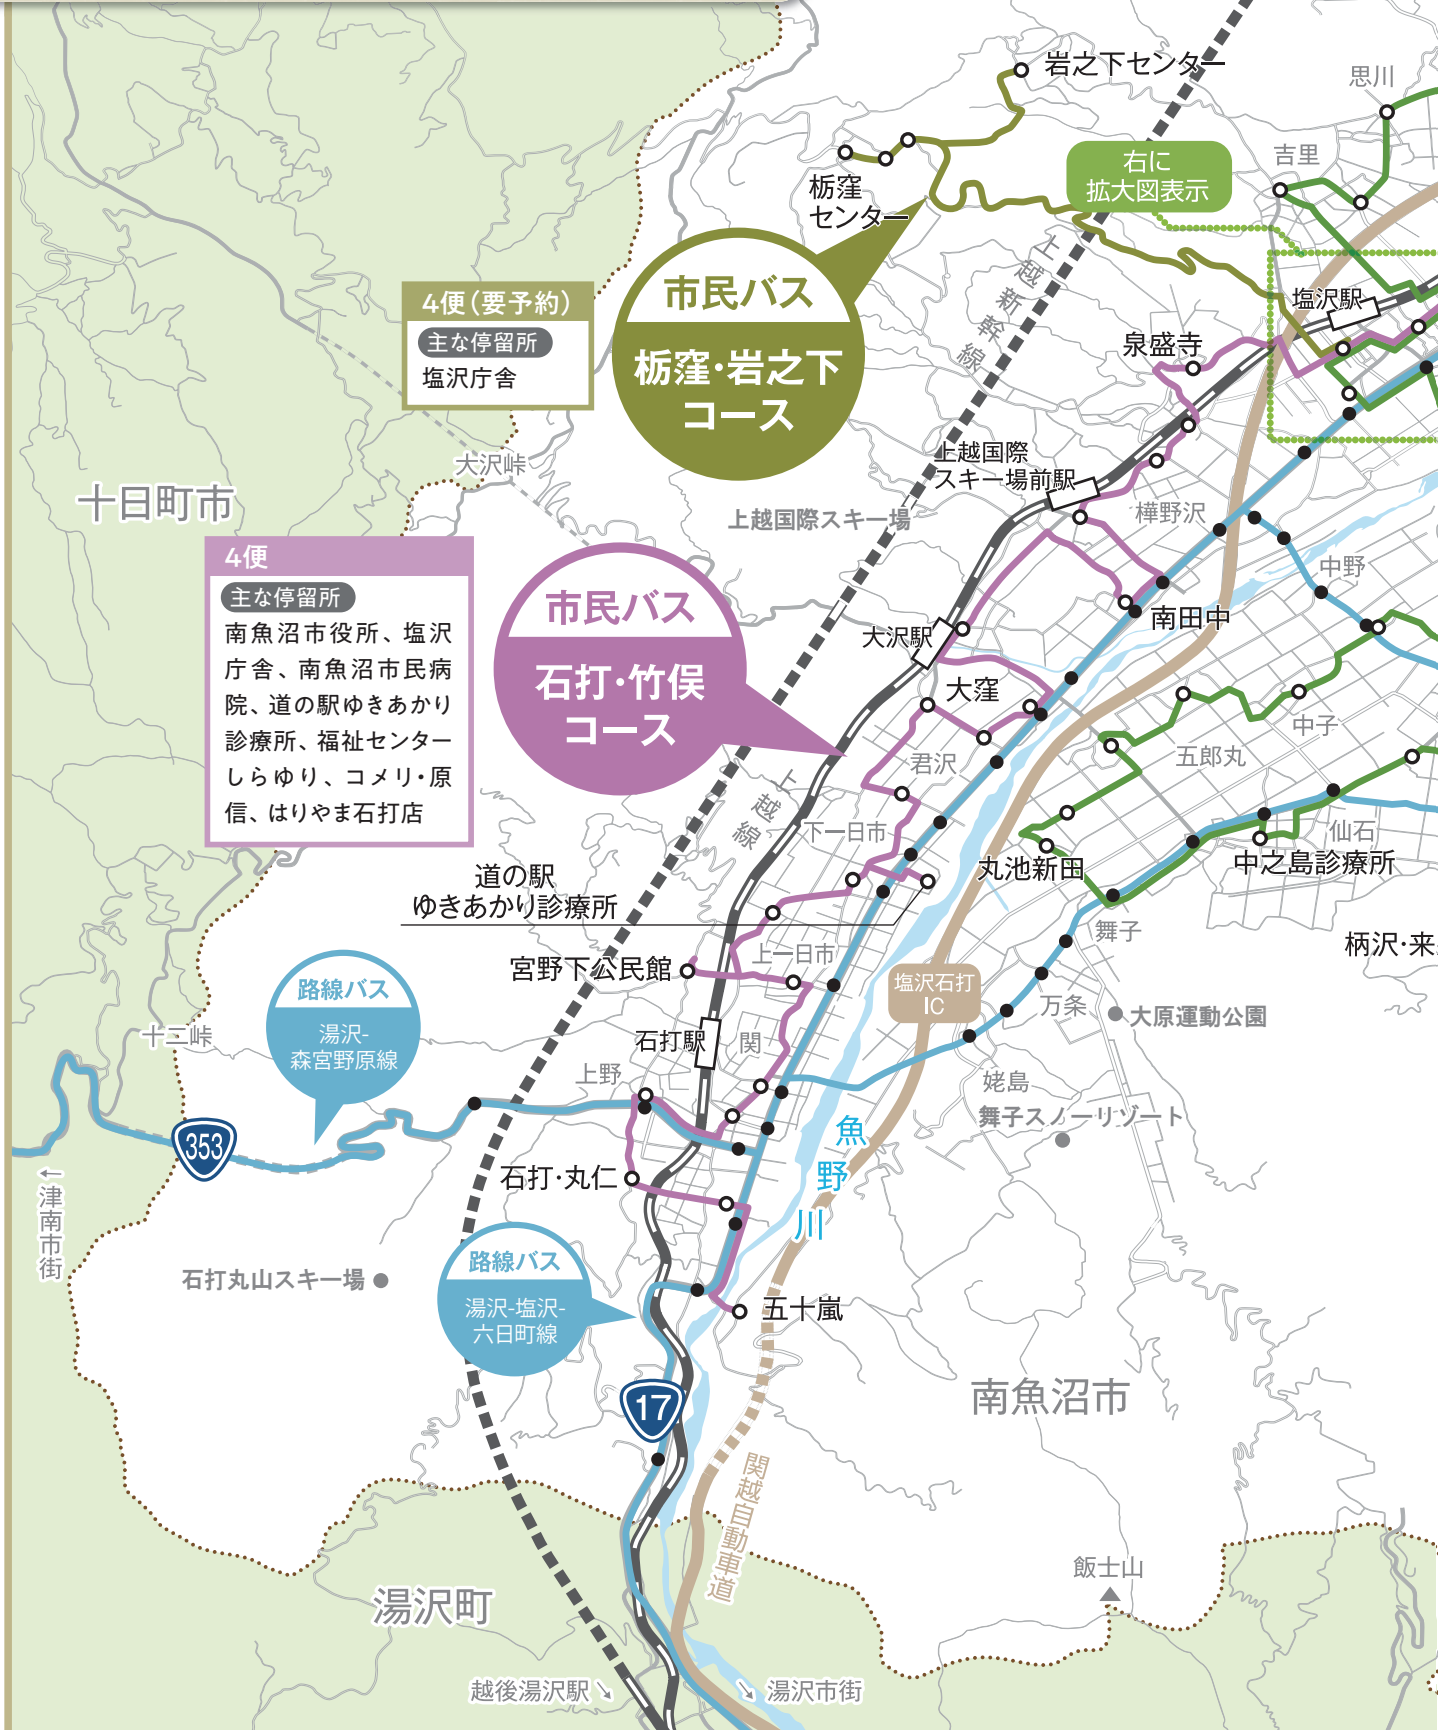 岩之下センター
思川
右に
拡大図表示
吉里
栃窪
センター
市民バス
栃窪・岩之下
コース
上越新幹線
4便（要予約）
主な停留所
塩沢庁舎
塩沢駅
泉盛寺
大沢峠
上越国際
スキー場前駅
十日町市
上越国際スキー場
樺野沢
4便
主な停留所
南魚沼市役所、塩沢
庁舎、南魚沼市民病
院、道の駅ゆきあかり
診療所、福祉センター
しらゆり、コメリ・原
信、はりやま石打店
市民バス
石打・竹俣
コース
中野
南田中
大沢駅
大窪
中子
五郎丸
君沢
上越線
下一日市
仙石
丸池新田
中之島診療所
道の駅
ゆきあかり診療所
舞子
柄沢・来
上一日市
宮野下公民館
塩沢石打
IC
路線バス
湯沢-
森宮野原線
万条
大原運動公園
十二峠
石打駅
関
上野
姥島
舞子スノーリゾート
魚野川
353
石打・丸仁
←津南市街
路線バス
湯沢-塩沢-
六日町線
石打丸山スキー場
五十嵐
17
南魚沼市
関越自動車道
飯士山
湯沢町
越後湯沢駅↘
↘湯沢市街